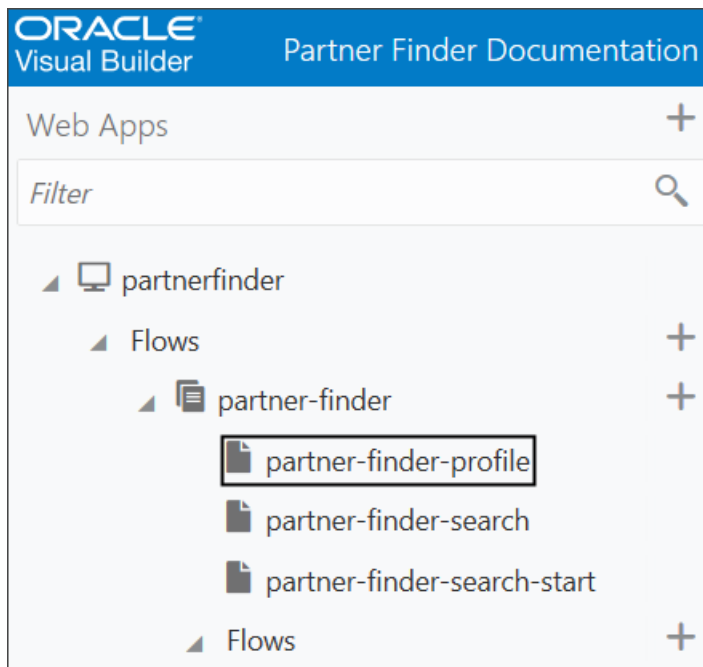 ORACLE
Visual Builder
Partner Finder Documentation
Web Apps
Filter
partnerfinder
Flows
partner-finder
partner-finder-profile
partner-finder-search
partner-finder-search-start
Flows